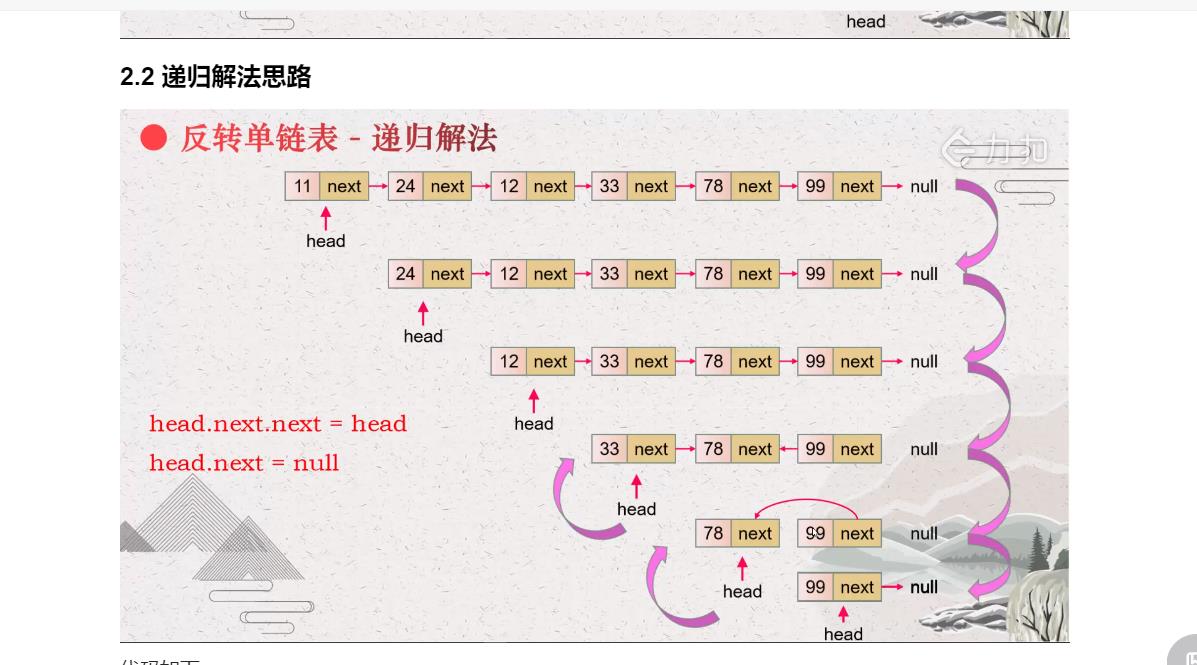 head
2.2 递归解法思路
反转单链表 - 递归解法
力扣
11 next 24 next 12 next 33 next 78 next 99 next null
head
24 next 12 next 33 next 78 next 99 next null
head
12 next 33 next 78 next 99 next null
head.next.next = head
head
33 next 78 next 99 next null
head.next = null
head
78 next 99 next null
99 next null
head
head